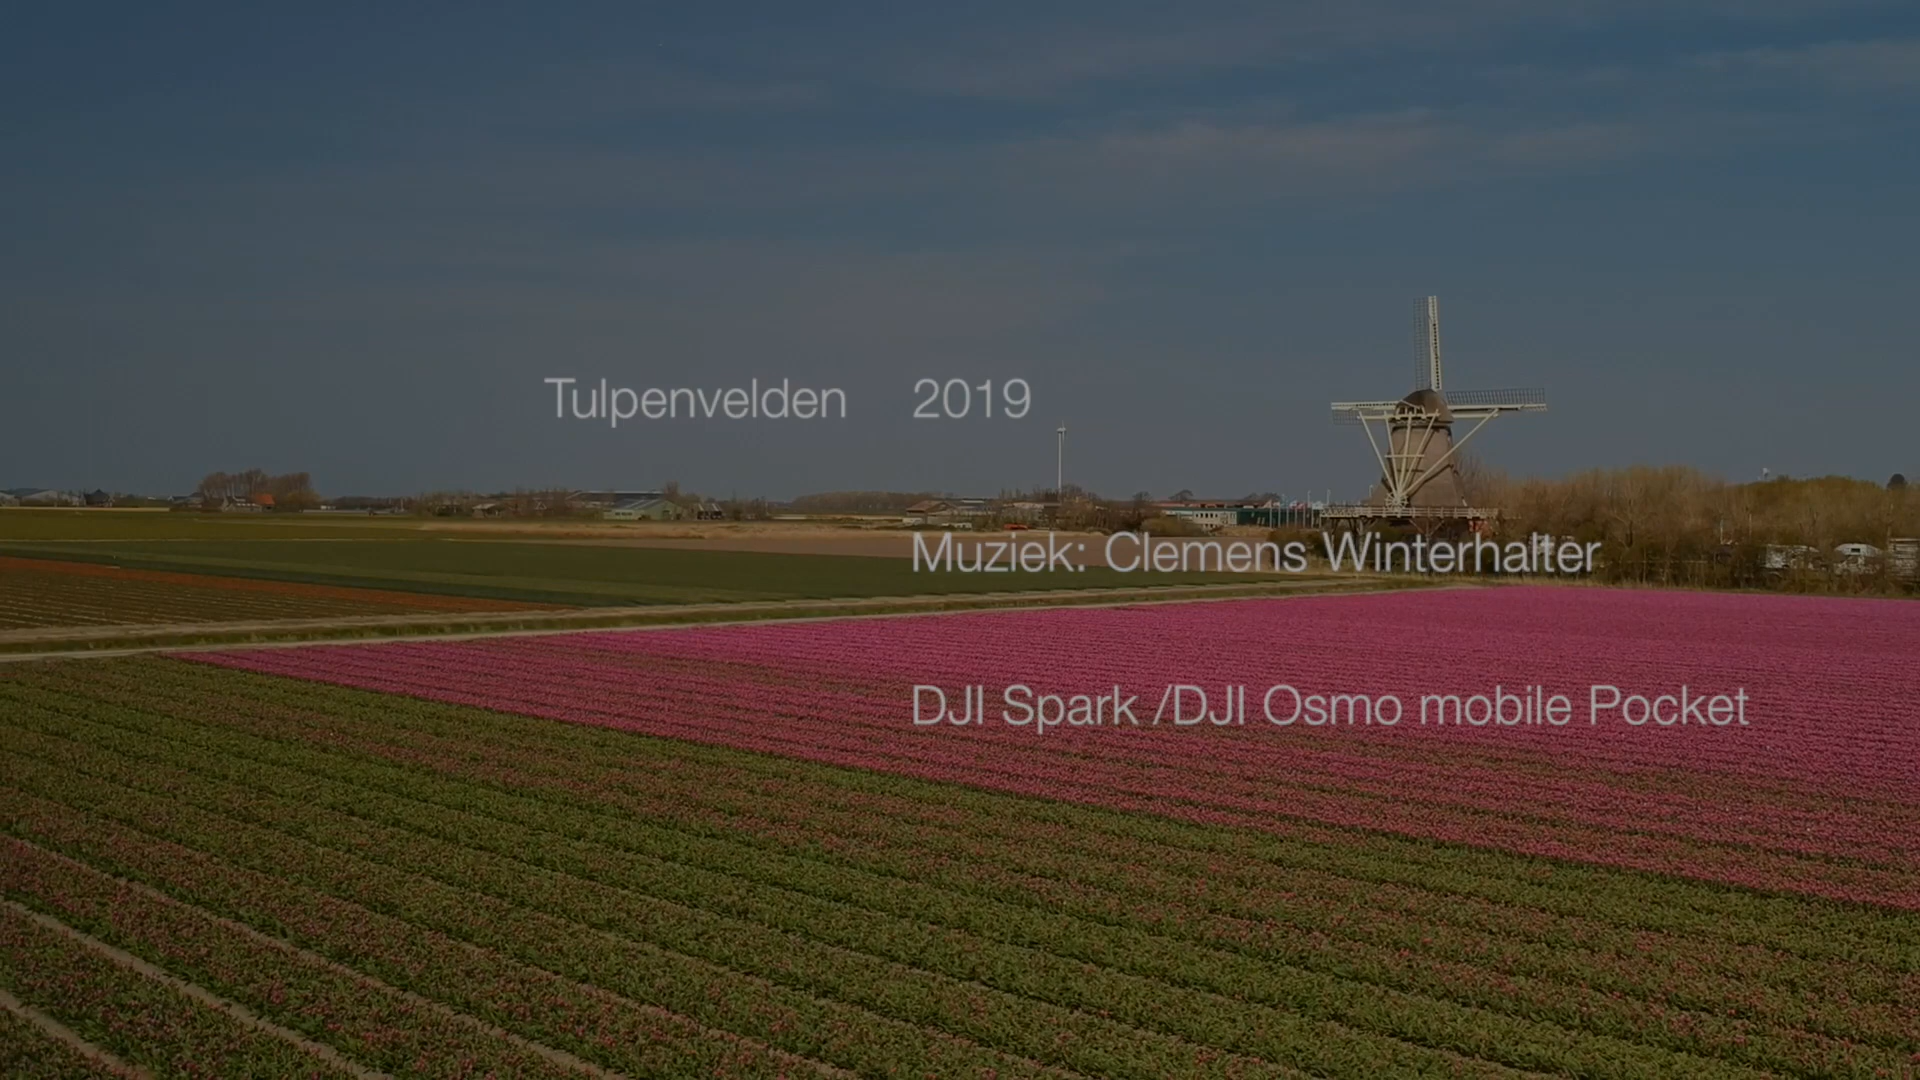 Tulpenvelden 2019
Muziek: Clemens Winterhalter
DJI Spark /DJI Osmo mobile Pocket